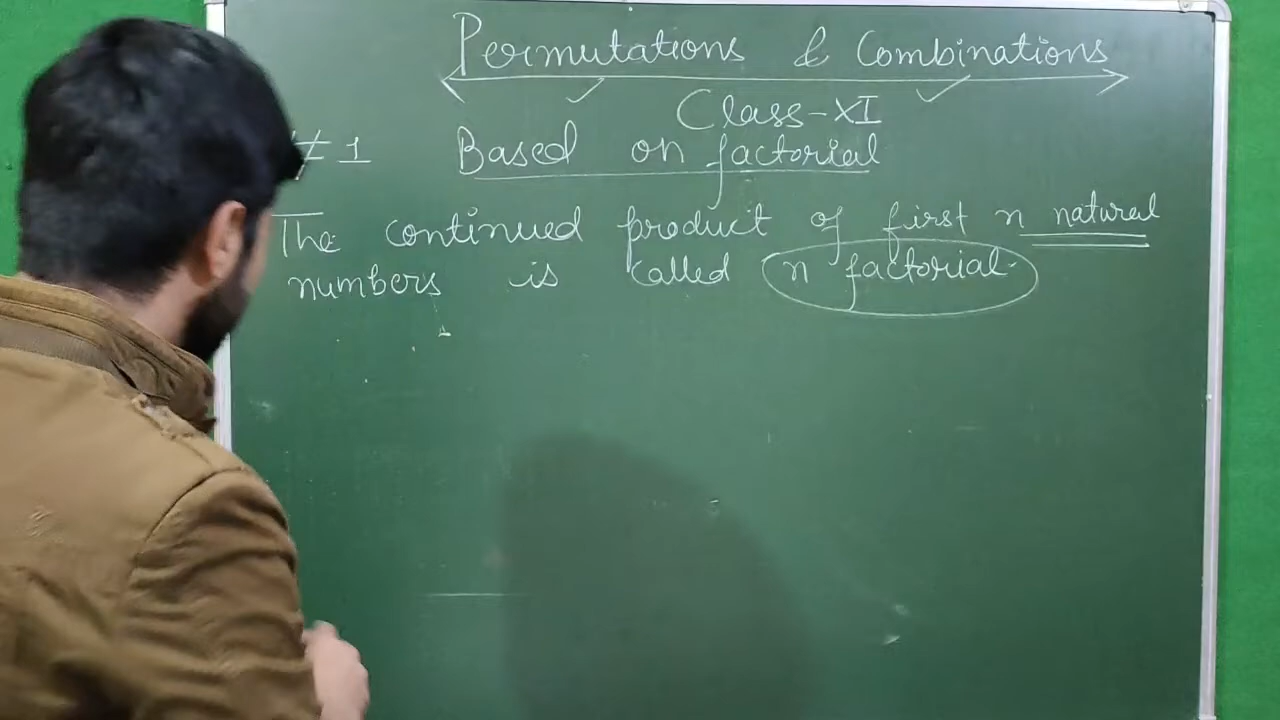 Permutations & Combinations
Class-XI
# 1 Based on factorial
The continued product of first n natural
numbers is called n factorial.